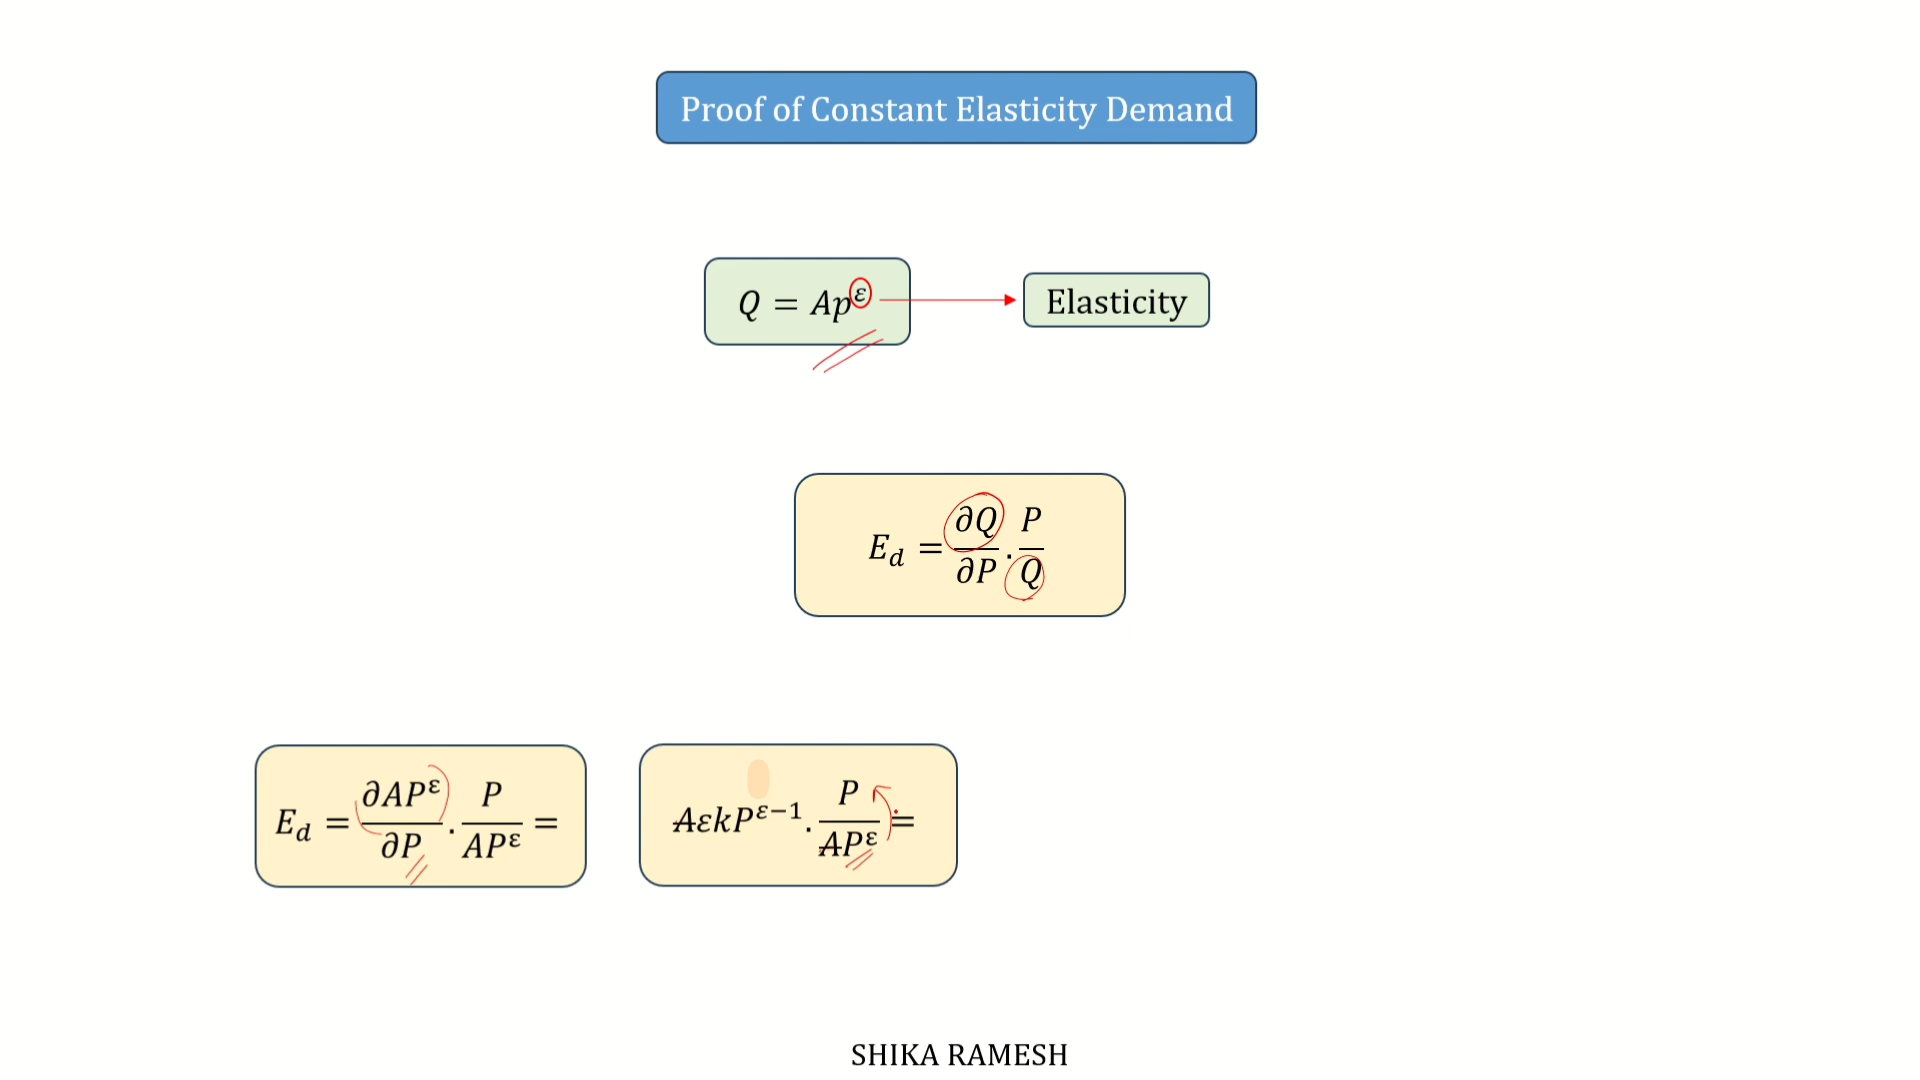 Proof of Constant Elasticity Demand
Q = Ap^ε
Elasticity
E_d = ∂Q/∂P . P/Q
E_d = ∂AP^ε/∂P . P/AP^ε =
AεkP^{ε−1} . P/AP^ε =
SHIKA RAMESH